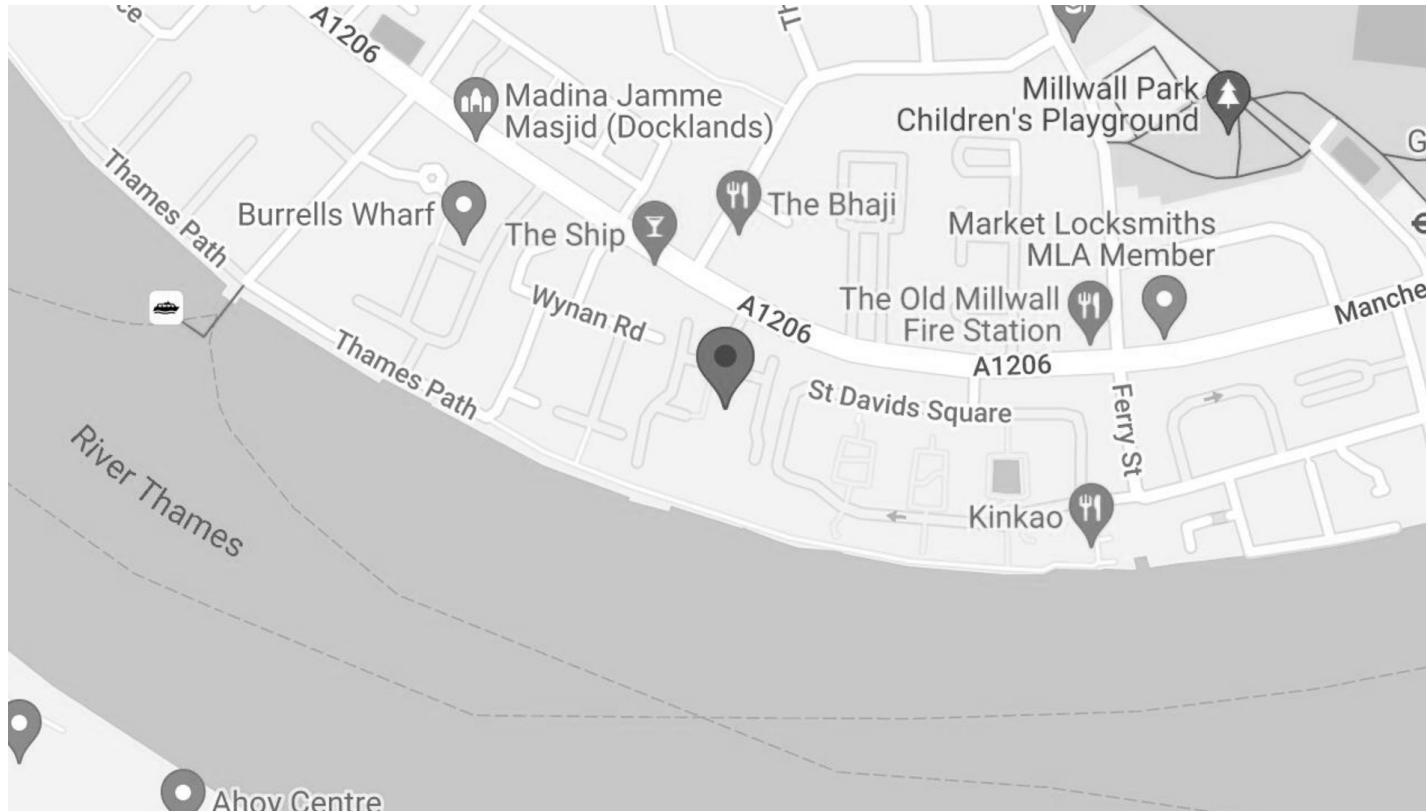 A1206
Madina Jamme
Masjid (Docklands)
Millwall Park
Children's Playground
Thames Path
Burrells Wharf
The Ship
The Bhaji
Market Locksmiths
MLA Member
Wynan Rd
A1206
The Old Millwall
Fire Station
A1206
Thames Path
St Davids Square
Ferry St
River Thames
Kinkao
Ahoy Centre